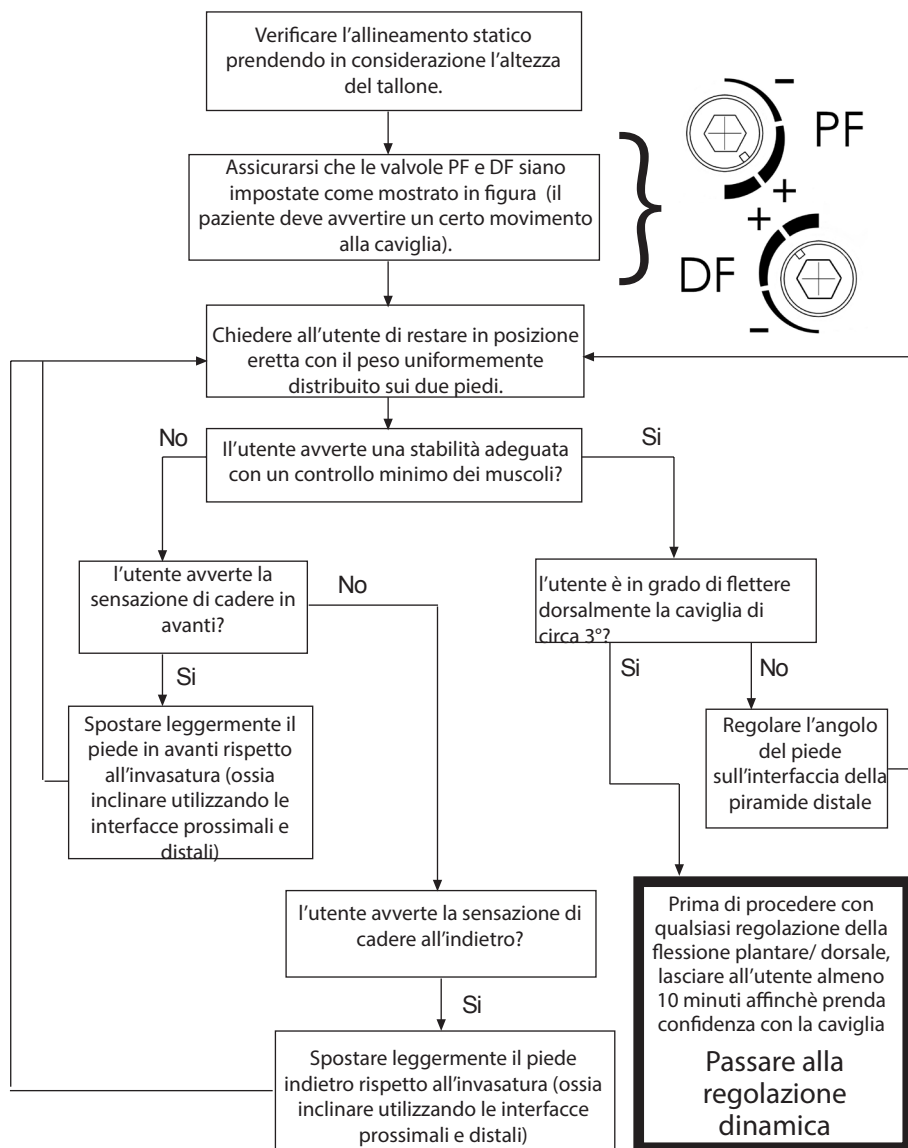 Verificare l’allineamento statico
prendendo in considerazione l’altezza
del tallone.
Assicurarsi che le valvole PF e DF siano
impostate come mostrato in figura (il
paziente deve avvertire un certo movimento
alla caviglia).
-
PF
+
+
DF
-
Chiedere all’utente di restare in posizione
eretta con il peso uniformemente
distribuito sui due piedi.
No
Il’utente avverte una stabilità adeguata
con un controllo minimo dei muscoli?
Si
l’utente avverte la
sensazione di cadere in
avanti?
No
l’utente è in grado di flettere
dorsalmente la caviglia di
circa 3°?
Si
Si
No
Spostare leggermente il
piede in avanti rispetto
all’invasatura (ossia
inclinare utilizzando le
interfacce prossimali e
distali)
Regolare l’angolo
del piede
sull’interfaccia della
piramide distale
l’utente avverte la sensazione di
cadere all’indietro?
Si
Spostare leggermente il piede
indietro rispetto all’invasatura (ossia
inclinare utilizzando le interfacce
prossimali e distali)
Prima di procedere con
qualsiasi regolazione della
flessione plantare/ dorsale,
lasciare all’utente almeno
10 minuti affinchè prenda
confidenza con la caviglia
Passare alla
regolazione
dinamica